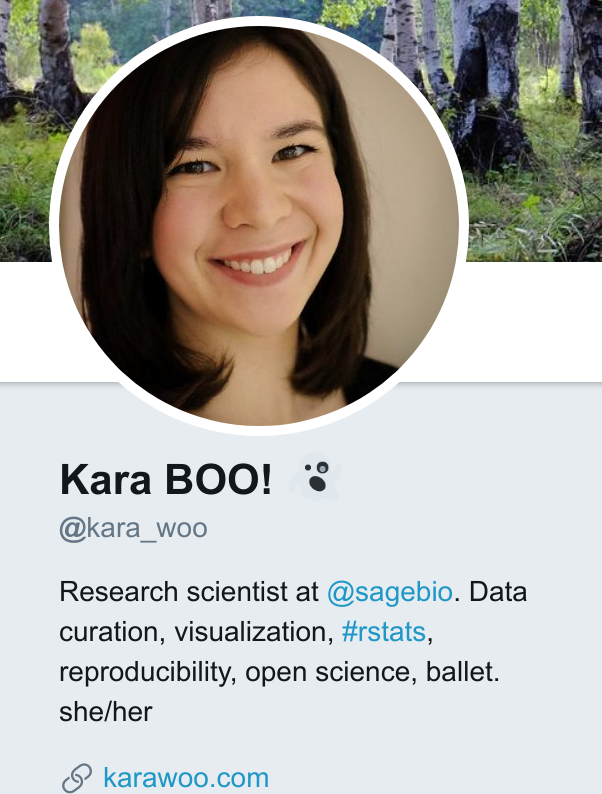 Kara BOO! 👻
@kara_woo
Research scientist at @sagebio. Data
curation, visualization, #rstats,
reproducibility, open science, ballet.
she/her
karawoo.com